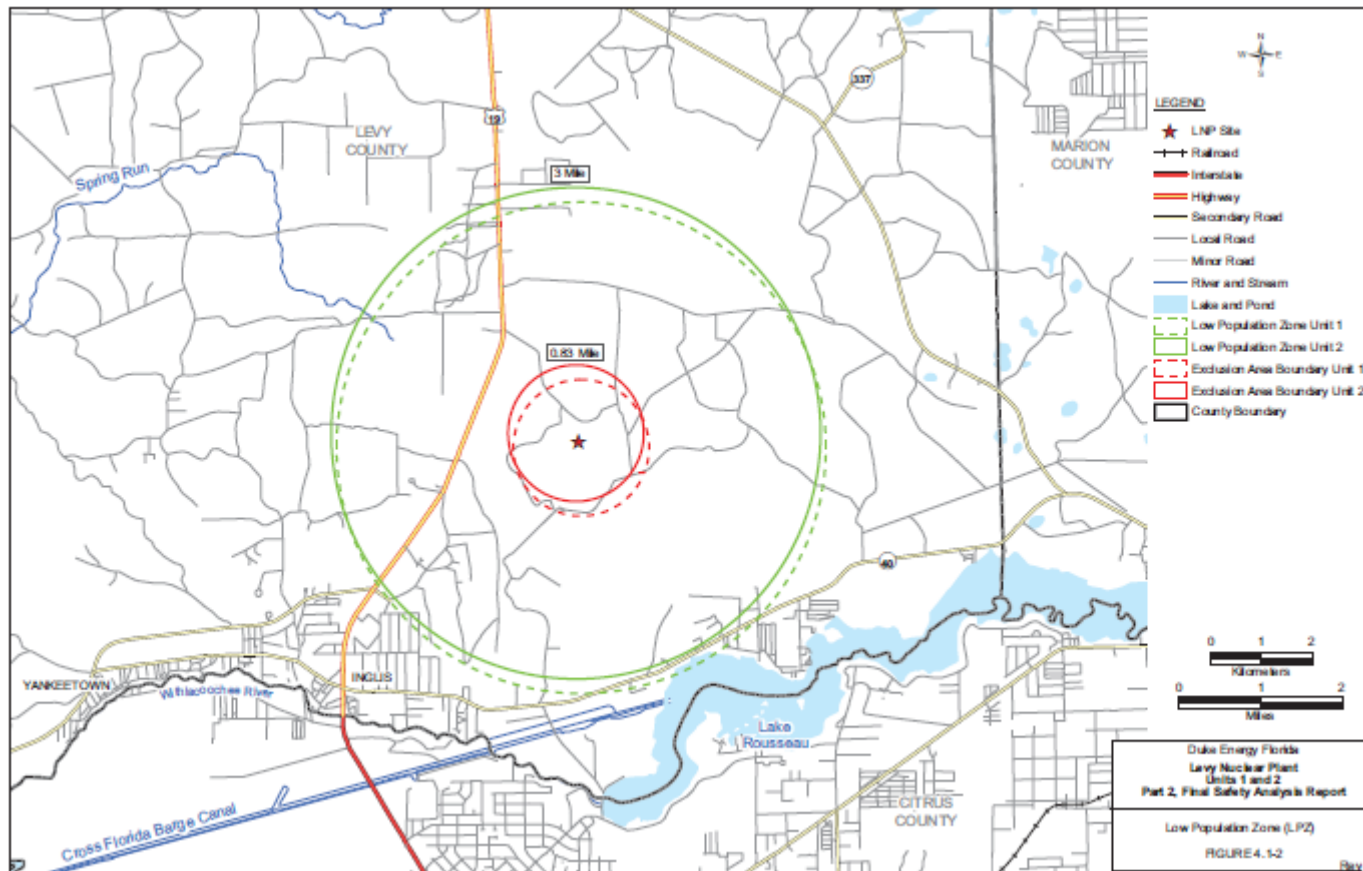 N
W E
S
337
LEVY
COUNTY
19
MARION
COUNTY
Spring Run
3 Mile
0.83 Mile
40
YANKEETOWN
INGLIS
Withlacoochee River
Lake
Rousseau
Cross Florida Barge Canal
CITRUS
COUNTY
LEGEND
LNP Site
Railroad
Interstate
Highway
Secondary Road
Local Road
Minor Road
River and Stream
Lake and Pond
Low Population Zone Unit 1
Low Population Zone Unit 2
Exclusion Area Boundary Unit 1
Exclusion Area Boundary Unit 2
County Boundary
0 1 2
Kilometers
0 1 2
Miles
Duke Energy Florida
Levy Nuclear Plant
Units 1 and 2
Part 2, Final Safety Analysis Report
Low Population Zone (LPZ)
FIGURE 4.1-2
Rev